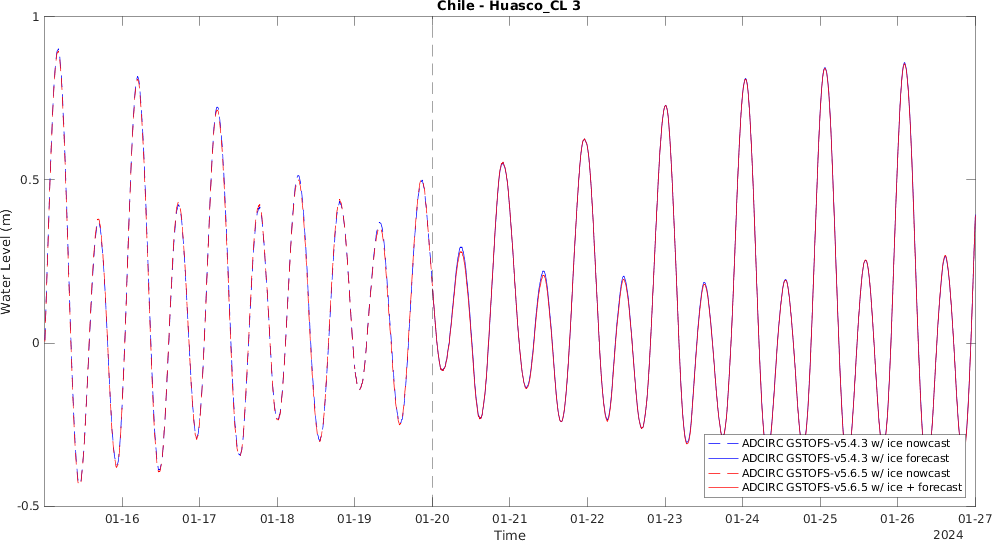 Chile - Huasco_CL 3
Water Level (m)
1
0.5
0
-0.5
ADCIRC GSTOFS-v5.4.3 w/ ice nowcast
ADCIRC GSTOFS-v5.4.3 w/ ice forecast
ADCIRC GSTOFS-v5.6.5 w/ ice nowcast
ADCIRC GSTOFS-v5.6.5 w/ ice + forecast
01-16 01-17 01-18 01-19 01-20 01-21 01-22 01-23 01-24 01-25 01-26 01-27
Time
2024